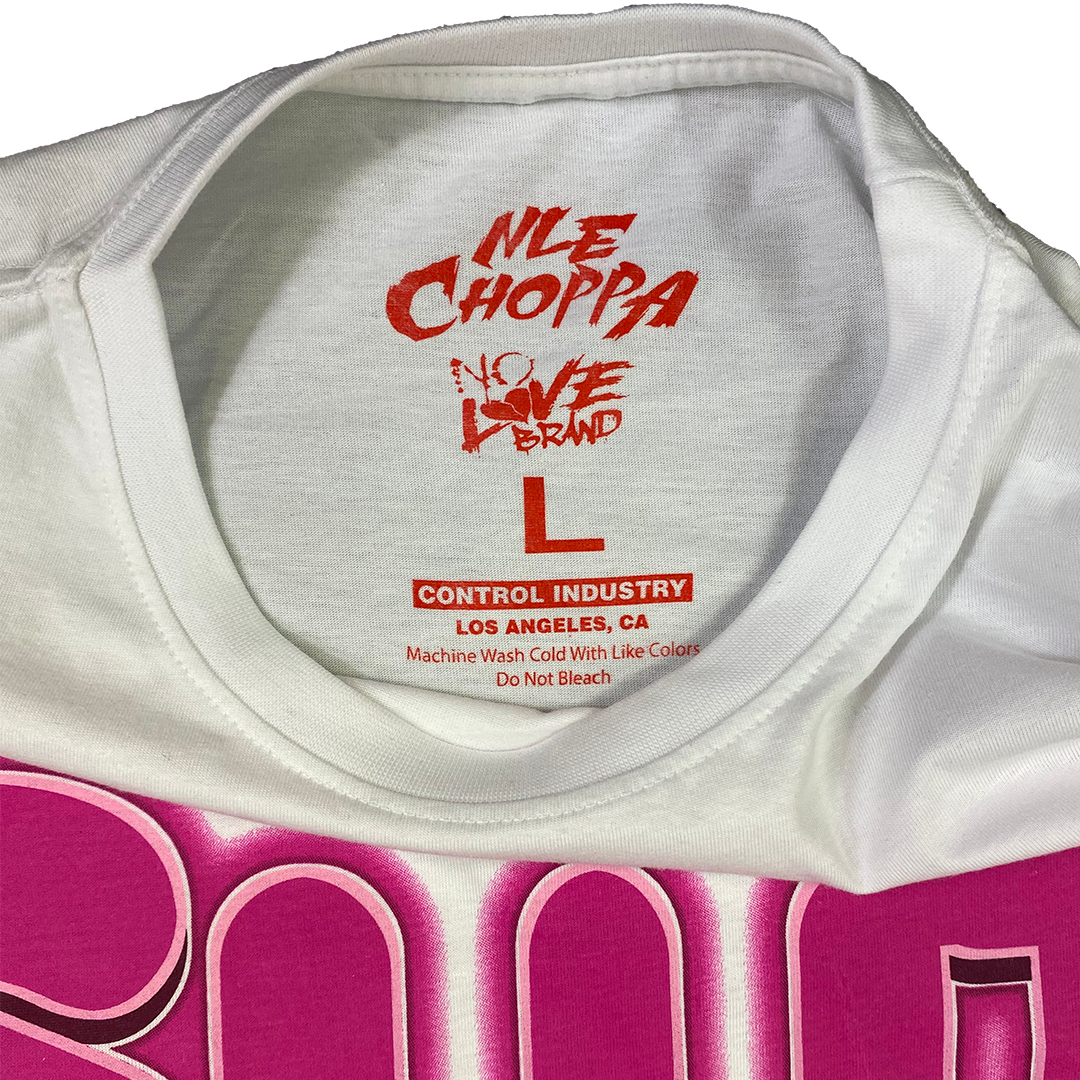 NLE
CHOPPA
NO
LOVE
BRAND
L
CONTROL INDUSTRY
LOS ANGELES, CA
Machine Wash Cold With Like Colors
Do Not Bleach